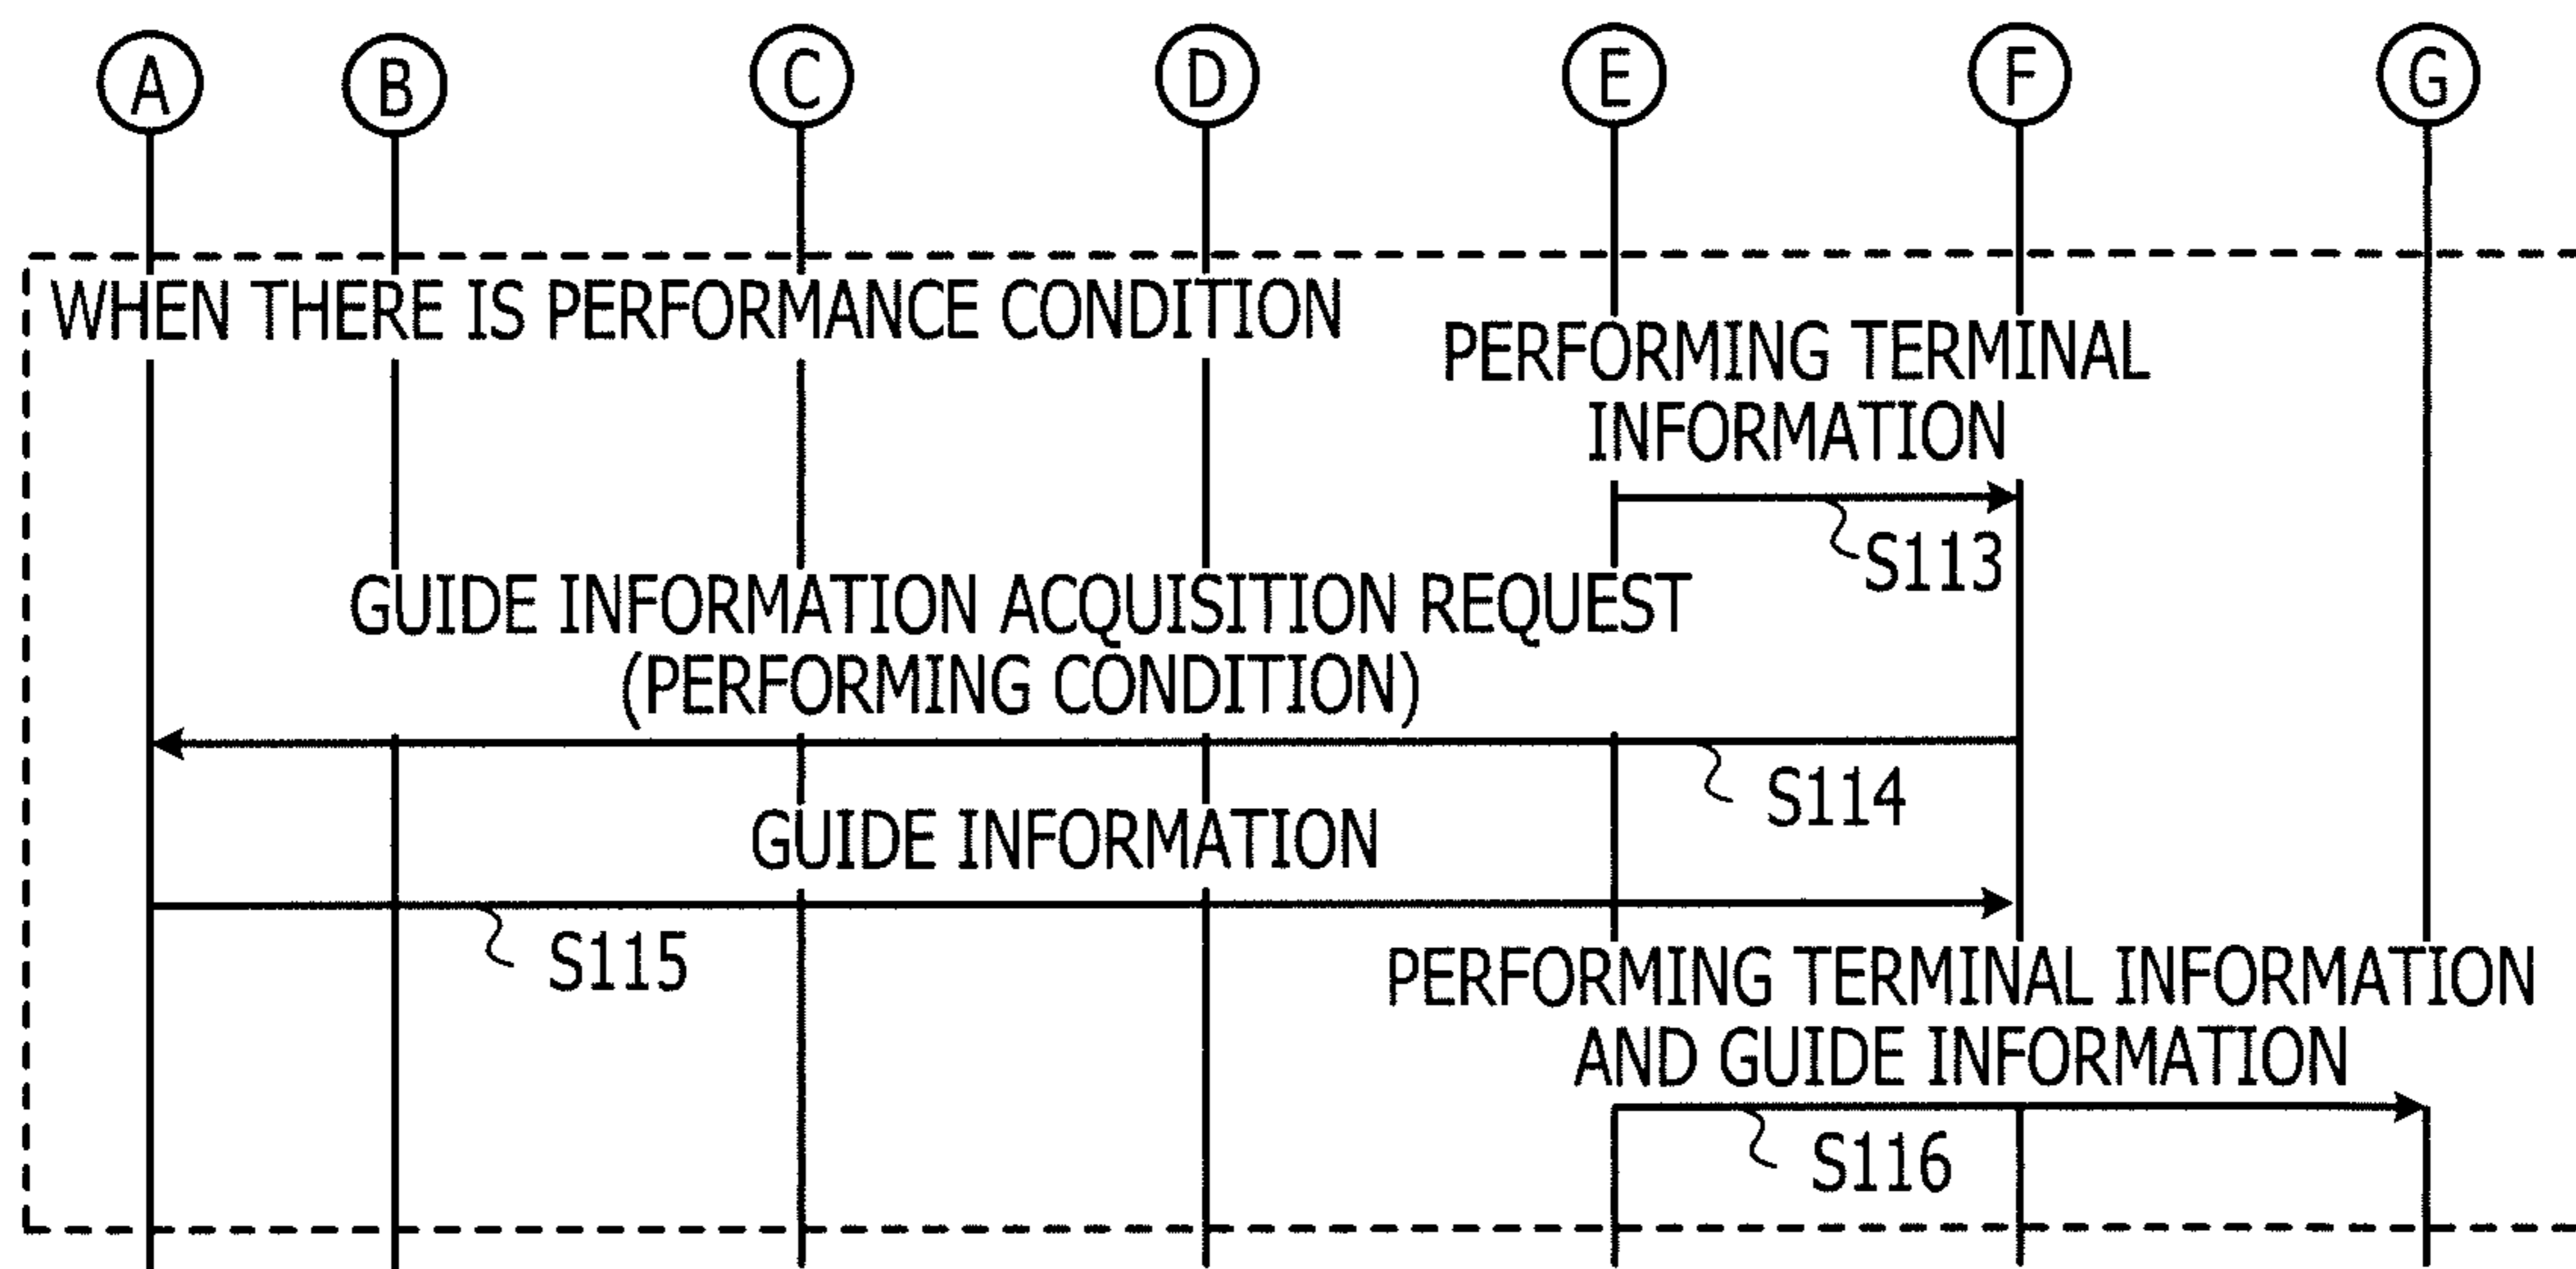 A B C D E F G
WHEN THERE IS PERFORMANCE CONDITION
PERFORMING TERMINAL
INFORMATION
S113
GUIDE INFORMATION ACQUISITION REQUEST
(PERFORMING CONDITION)
S114
GUIDE INFORMATION
S115
PERFORMING TERMINAL INFORMATION
AND GUIDE INFORMATION
S116